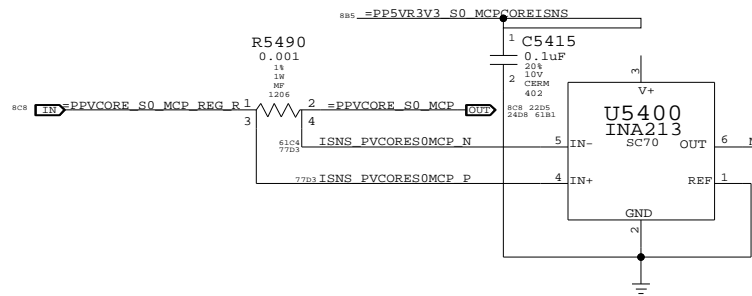 8B5 =PP5VR3V3_S0_MCPCOREISNS
R5490
0.001
1%
1W
MF
1206
1 C5415
0.1uF
20%
10V
2 CERM
402
3
V+
U5400
INA213
SC70
8C8 IN =PPVCORE_S0_MCP_REG_R 1 2 =PPVCORE_S0_MCP OUT 8C8 22D5
24D8 61B1
3 4
61C4
77D3 ISNS_PVCORES0MCP_N 5 IN- OUT 6
77D3 ISNS_PVCORES0MCP_P 4 IN+ REF 1
GND
2